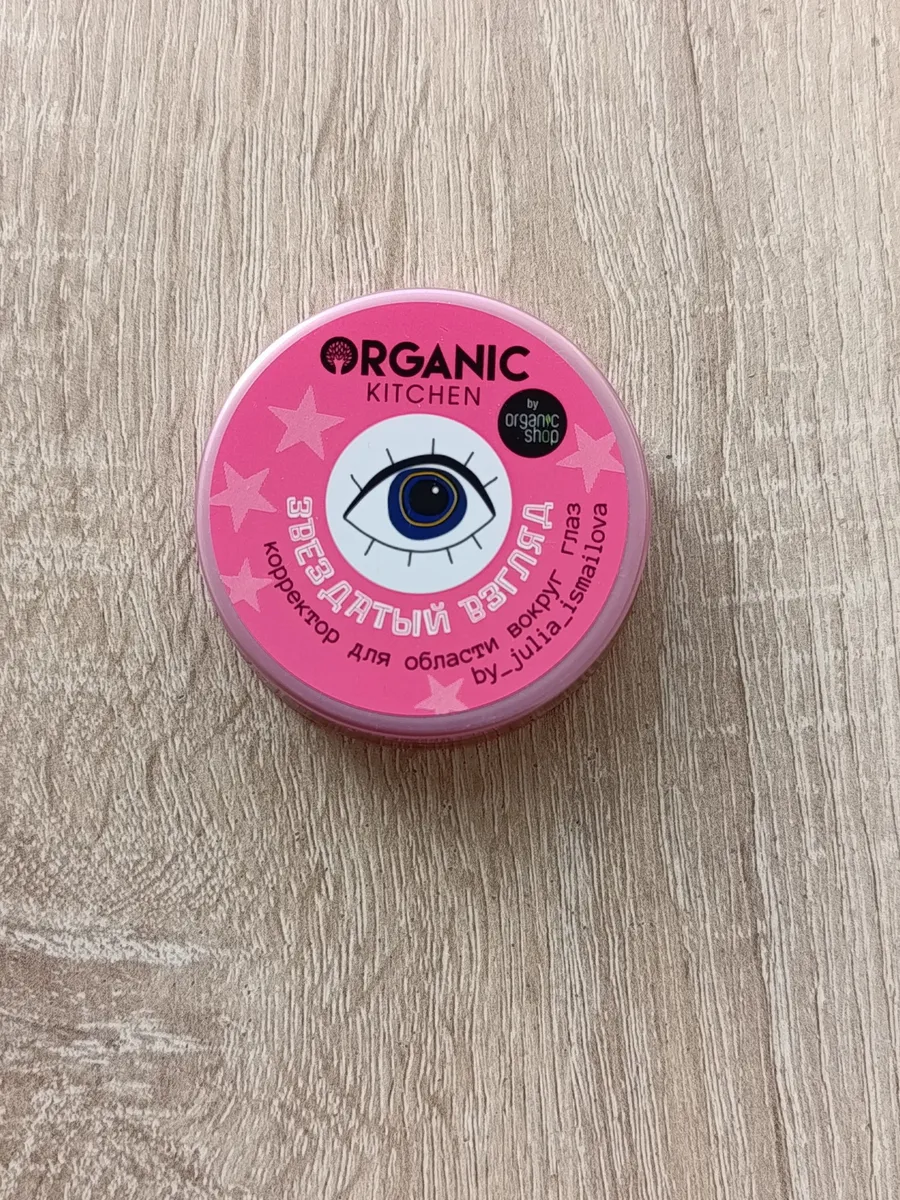 ORGANIC
KITCHEN
by
organic
shop
ЗВЕЗДАТЫЙ ВЗГЛЯД
корректор для области вокруг глаз
by_julia_ismailova